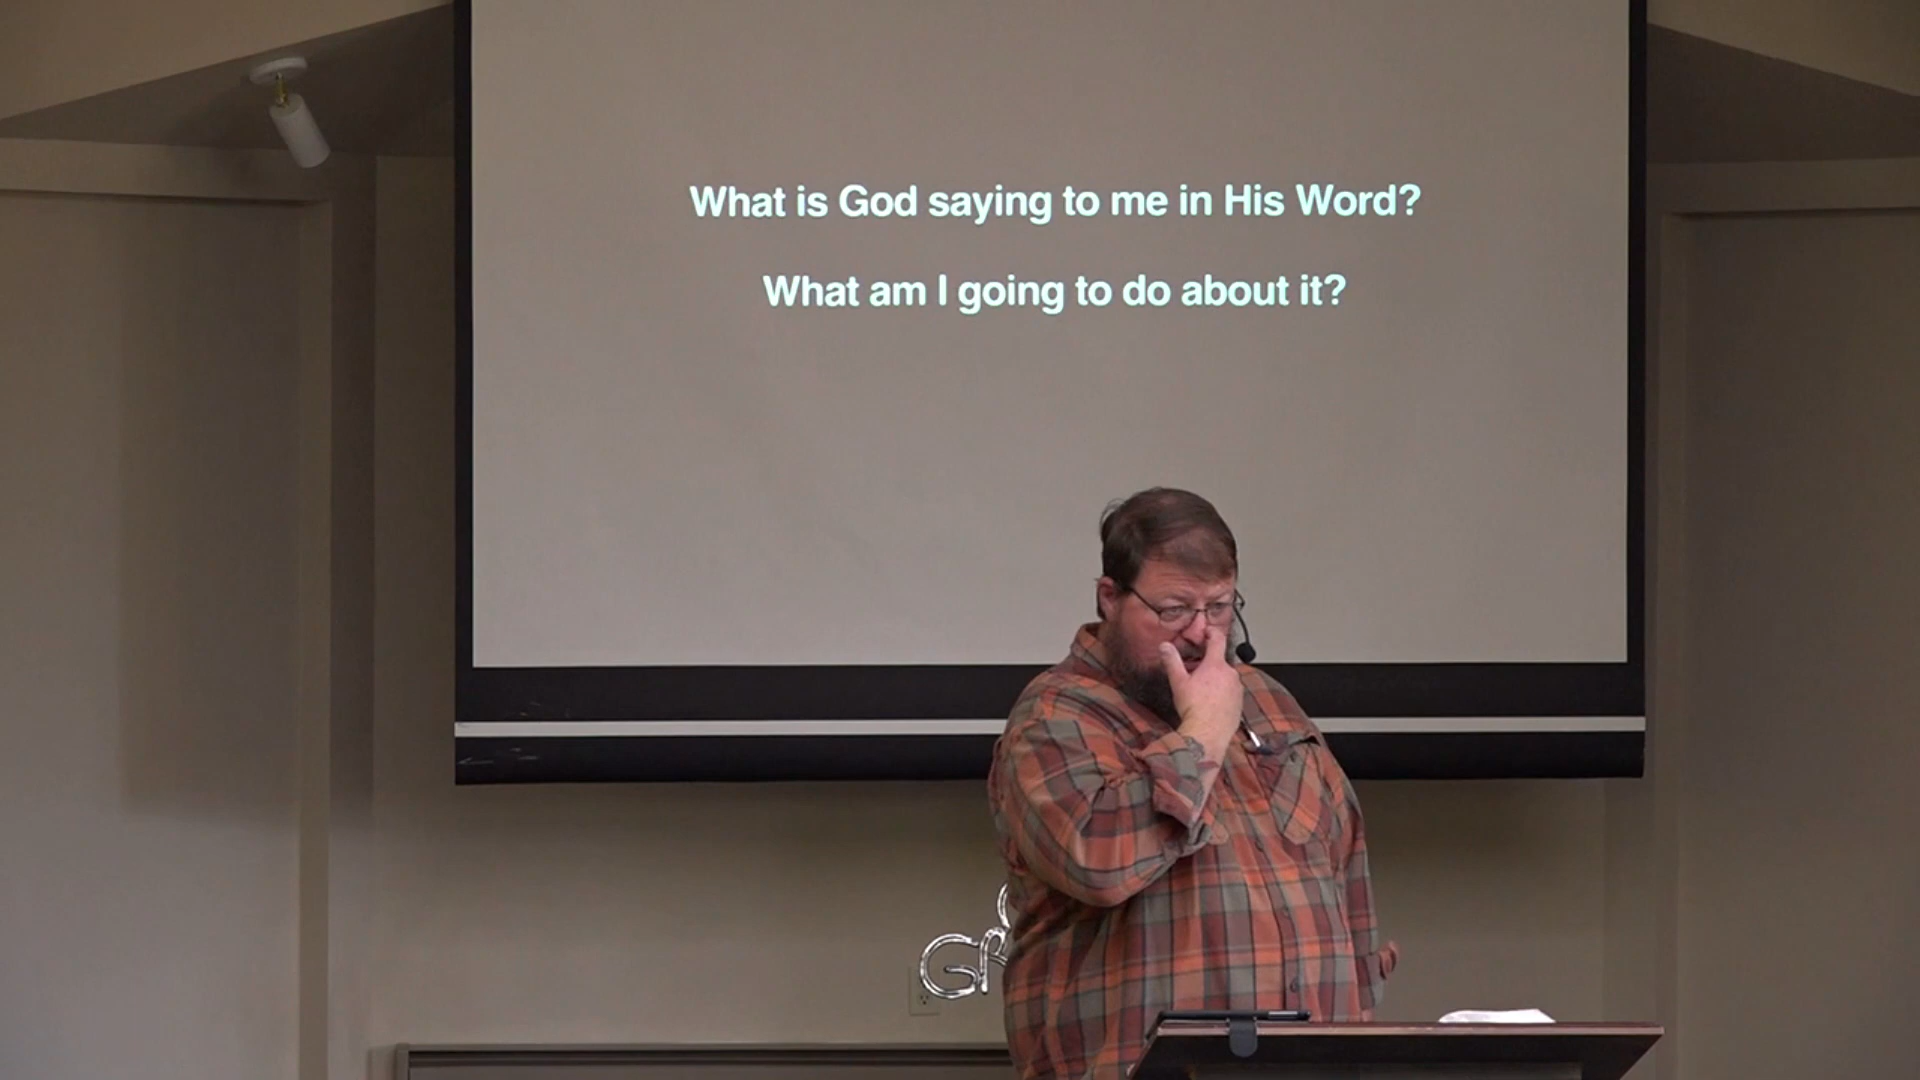 What is God saying to me in His Word?
What am I going to do about it?